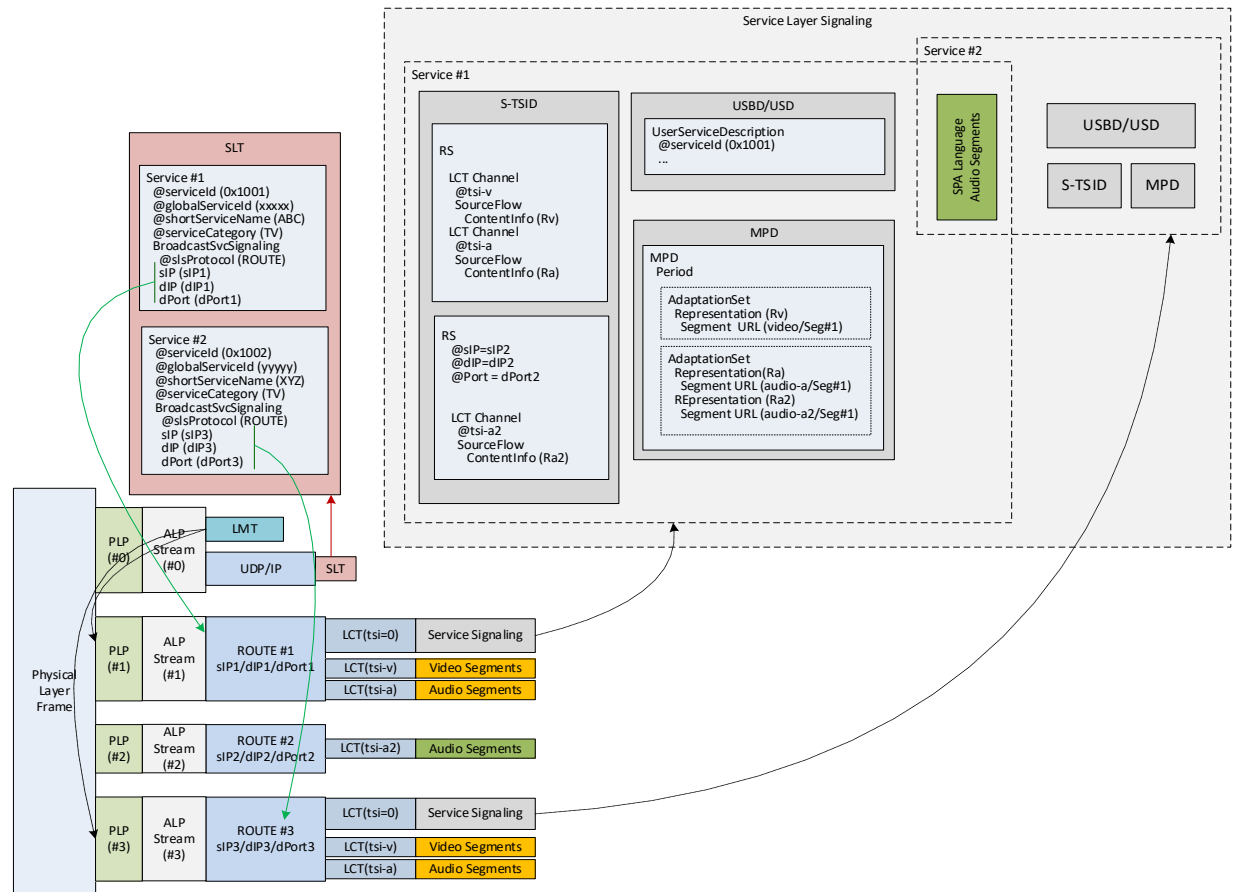 Service Layer Signaling
Service #2
Service #1
S-TSID
RS
LCT Channel
@tsi-v
SourceFlow
ContentInfo (Rv)
LCT Channel
@tsi-a
SourceFlow
ContentInfo (Ra)
RS
@sIP=sIP2
@dIP=dIP2
@Port = dPort2
LCT Channel
@tsi-a2
SourceFlow
ContentInfo (Ra2)
USBD/USD
UserServiceDescription
@serviceId (0x1001)
...
MPD
MPD
Period
AdaptationSet
Representation (Rv)
Segment URL (video/Seg#1)
AdaptationSet
Representation(Ra)
Segment URL (audio-a/Seg#1)
REpresentation (Ra2)
Segment URL (audio-a2/Seg#1)
SPA Language
Audio Segments
USBD/USD
S-TSID
MPD
SLT
Service #1
@serviceId (0x1001)
@globalServiceId (xxxxx)
@shortServiceName (ABC)
@serviceCategory (TV)
BroadcastSvcSignaling
@slsProtocol (ROUTE)
sIP (sIP1)
dIP (dIP1)
dPort (dPort1)
Service #2
@serviceId (0x1002)
@globalServiceId (yyyyy)
@shortServiceName (XYZ)
@serviceCategory (TV)
BroadcastSvcSignaling
@slsProtocol (ROUTE)
sIP (sIP3)
dIP (dIP3)
dPort (dPort3)
Physical
Layer
Frame
PLP
(#0)
ALP
Stream
(#0)
LMT
UDP/IP
SLT
PLP
(#1)
ALP
Stream
(#1)
ROUTE #1
sIP1/dIP1/dPort1
LCT(tsi=0)
Service Signaling
LCT(tsi-v)
Video Segments
LCT(tsi-a)
Audio Segments
PLP
(#2)
ALP
Stream
(#2)
ROUTE #2
sIP2/dIP2/dPort2
LCT(tsi-a2)
Audio Segments
PLP
(#3)
ALP
Stream
(#3)
ROUTE #3
sIP3/dIP3/dPort3
LCT(tsi=0)
Service Signaling
LCT(tsi-v)
Video Segments
LCT(tsi-a)
Audio Segments